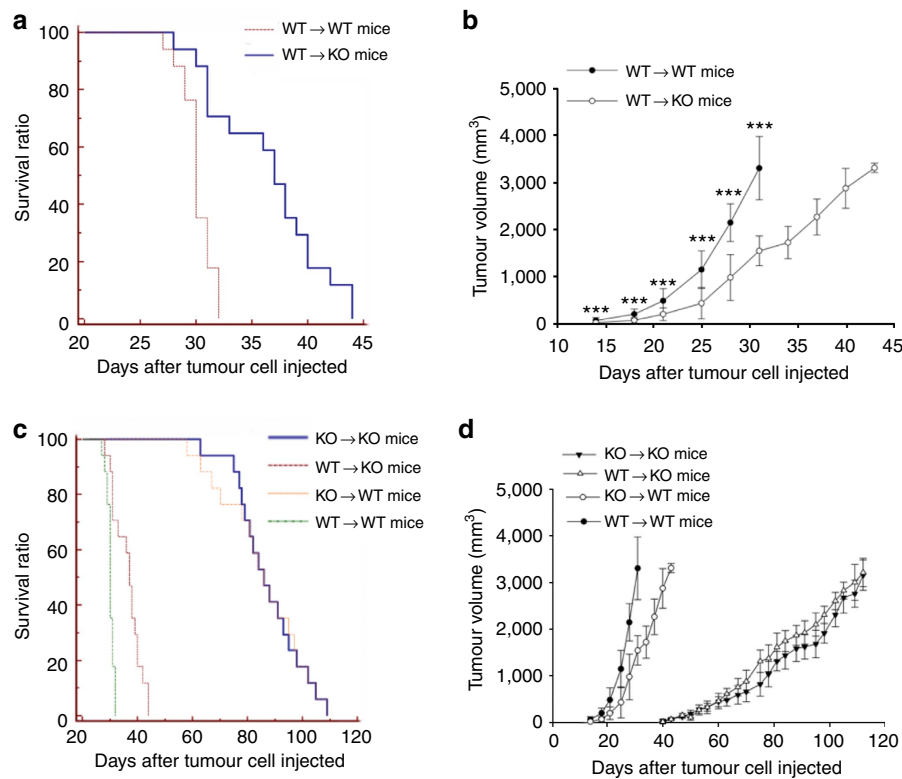 a
WT→WT mice
WT→KO mice
100
80
60
40
20
0
Survival ratio
20 25 30 35 40 45
Days after tumour cell injected
b
WT→WT mice
WT→KO mice
5,000
4,000
3,000
2,000
1,000
0
Tumour volume (mm³)
*** *** *** *** *** ***
10 15 20 25 30 35 40 45
Days after tumour cell injected
c
KO→KO mice
WT→KO mice
KO→WT mice
WT→WT mice
100
80
60
40
20
0
Survival ratio
20 40 60 80 100 120
Days after tumour cell injected
d
KO→KO mice
WT→KO mice
KO→WT mice
WT→WT mice
5,000
4,000
3,000
2,000
1,000
0
Tumour volume (mm³)
0 20 40 60 80 100 120
Days after tumour cell injected